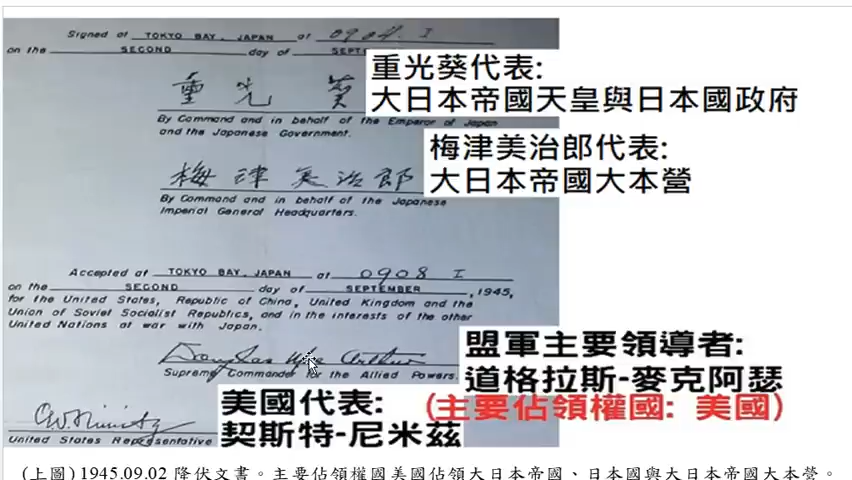 Signed at TOKYO BAY, JAPAN at 0904 I
on the SECOND day of SEPT
重光葵
重光葵代表:
大日本帝國天皇與日本國政府
By Command and in behalf of the Emperor of Japan
and the Japanese Government.
梅津美治郎
梅津美治郎代表:
大日本帝國大本營
By Command and in behalf of the Japanese
Imperial General Headquarters.
Accepted at TOKYO BAY, JAPAN at 0908 I
on the SECOND day of SEPTEMBER, 1945,
for the United States, Republic of China, United Kingdom and the
Union of Soviet Socialist Republics, and in the interests of the other
United Nations at war with Japan.
Douglas MacArthur
Supreme Commander for the Allied Powers.
盟軍主要領導者:
道格拉斯-麥克阿瑟
(主要佔領權國: 美國)
美國代表:
契斯特-尼米茲
C.W. Nimitz
United States Representative
(上圖) 1945.09.02 降伏文書。主要佔領權國美國佔領大日本帝國、日本國與大日本帝國大本營。